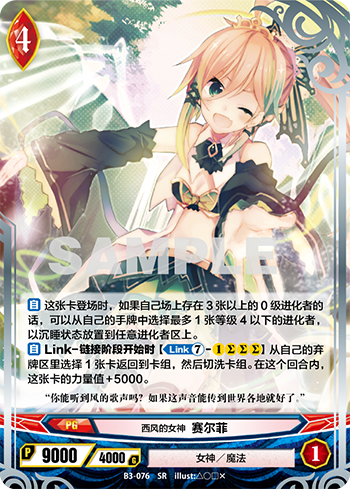 4
SAMPLE
自 这张卡登场时，如果自己场上存在3张以上的0级进化者的
话，可以从自己的手牌中选择最多1张等级4以下的进化者，
以沉睡状态放置到任意进化者区上。
自 Link-链接阶段开始时【Link⑦-1ΣΣΣ】从自己的弃
牌区里选择1张卡返回到卡组，然后切洗卡组。在这个回合内，
这张卡的力量值+5000。
“你能听到风的歌声吗？如果这声音能传到世界各地就好了。”
PG 西风的女神 赛尔菲
P 9000 / 4000 G 女神／魔法 1
B3-076 SR illust:△○□×